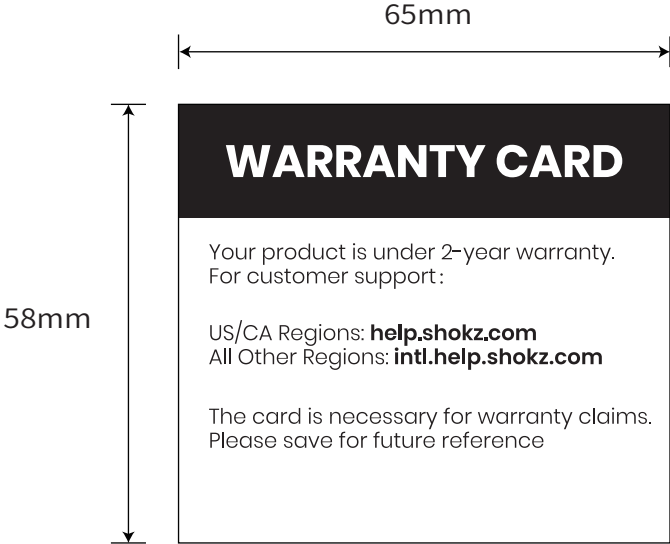 65mm
WARRANTY CARD
Your product is under 2-year warranty.
For customer support:
58mm
US/CA Regions: help.shokz.com
All Other Regions: intl.help.shokz.com
The card is necessary for warranty claims.
Please save for future reference